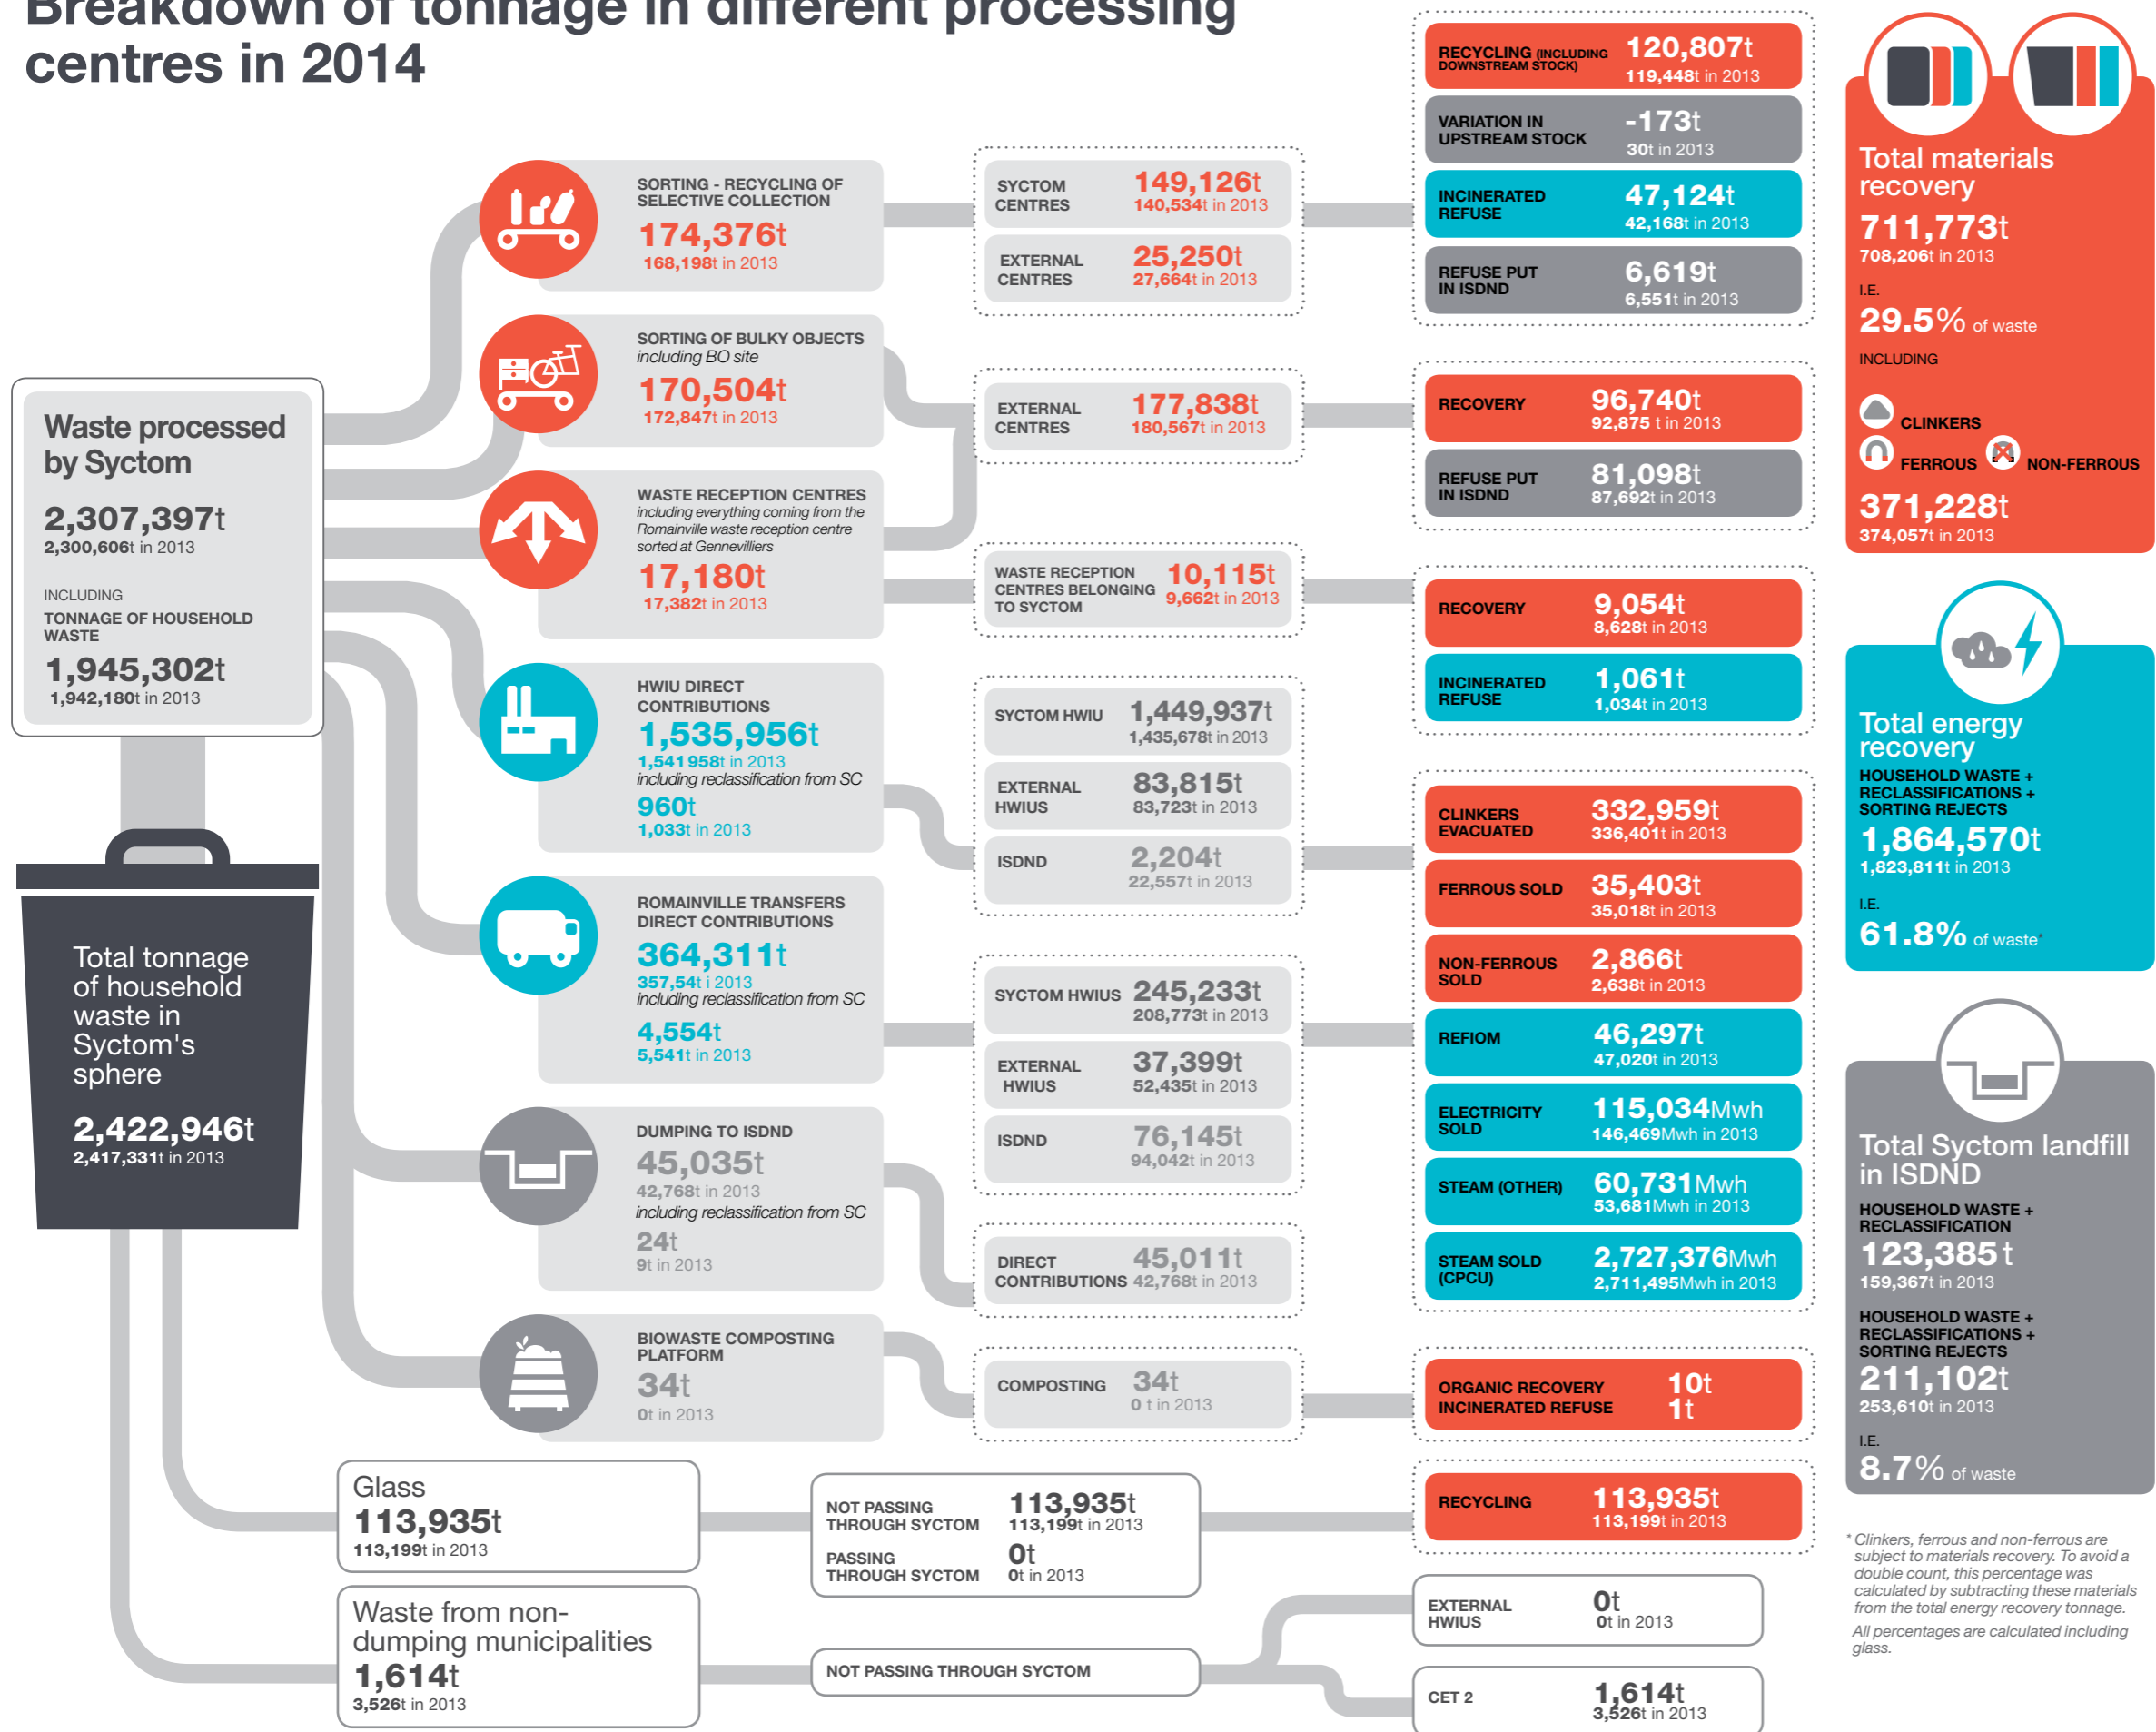 Breakdown of tonnage in different processing
centres in 2014
Waste processed
by Syctom
2,307,397t
2,300,606t in 2013
INCLUDING
TONNAGE OF HOUSEHOLD
WASTE
1,945,302t
1,942,180t in 2013
Total tonnage
of household
waste in
Syctom's
sphere
2,422,946t
2,417,331t in 2013
SORTING - RECYCLING OF
SELECTIVE COLLECTION
174,376t
168,198t in 2013
SORTING OF BULKY OBJECTS
including BO site
170,504t
172,847t in 2013
WASTE RECEPTION CENTRES
including everything coming from the
Romainville waste reception centre
sorted at Gennevilliers
17,180t
17,382t in 2013
HWIU DIRECT
CONTRIBUTIONS
1,535,956t
1,541 958t in 2013
including reclassification from SC
960t
1,033t in 2013
ROMAINVILLE TRANSFERS
DIRECT CONTRIBUTIONS
364,311t
357,54t i 2013
including reclassification from SC
4,554t
5,541t in 2013
DUMPING TO ISDND
45,035t
42,768t in 2013
including reclassification from SC
24t
9t in 2013
BIOWASTE COMPOSTING
PLATFORM
34t
0t in 2013
Glass
113,935t
113,199t in 2013
Waste from non-
dumping municipalities
1,614t
3,526t in 2013
SYCTOM
CENTRES
149,126t
140,534t in 2013
EXTERNAL
CENTRES
25,250t
27,664t in 2013
EXTERNAL
CENTRES
177,838t
180,567t in 2013
WASTE RECEPTION
CENTRES BELONGING
TO SYCTOM
10,115t
9,662t in 2013
SYCTOM HWIU
1,449,937t
1,435,678t in 2013
EXTERNAL
HWIUS
83,815t
83,723t in 2013
ISDND
2,204t
22,557t in 2013
SYCTOM HWIUS
245,233t
208,773t in 2013
EXTERNAL
HWIUS
37,399t
52,435t in 2013
ISDND
76,145t
94,042t in 2013
DIRECT
CONTRIBUTIONS
45,011t
42,768t in 2013
COMPOSTING
34t
0 t in 2013
NOT PASSING
THROUGH SYCTOM
113,935t
113,199t in 2013
PASSING
THROUGH SYCTOM
0t
0t in 2013
NOT PASSING THROUGH SYCTOM
RECYCLING (INCLUDING
DOWNSTREAM STOCK)
120,807t
119,448t in 2013
VARIATION IN
UPSTREAM STOCK
-173t
30t in 2013
INCINERATED
REFUSE
47,124t
42,168t in 2013
REFUSE PUT
IN ISDND
6,619t
6,551t in 2013
RECOVERY
96,740t
92,875 t in 2013
REFUSE PUT
IN ISDND
81,098t
87,692t in 2013
RECOVERY
9,054t
8,628t in 2013
INCINERATED
REFUSE
1,061t
1,034t in 2013
CLINKERS
EVACUATED
332,959t
336,401t in 2013
FERROUS SOLD
35,403t
35,018t in 2013
NON-FERROUS
SOLD
2,866t
2,638t in 2013
REFIOM
46,297t
47,020t in 2013
ELECTRICITY
SOLD
115,034Mwh
146,469Mwh in 2013
STEAM (OTHER)
60,731Mwh
53,681Mwh in 2013
STEAM SOLD
(CPCU)
2,727,376Mwh
2,711,495Mwh in 2013
ORGANIC RECOVERY 10t
INCINERATED REFUSE 1t
RECYCLING
113,935t
113,199t in 2013
EXTERNAL
HWIUS
0t
0t in 2013
CET 2
1,614t
3,526t in 2013
Total materials
recovery
711,773t
708,206t in 2013
I.E.
29.5% of waste
INCLUDING
CLINKERS
FERROUS NON-FERROUS
371,228t
374,057t in 2013
Total energy
recovery
HOUSEHOLD WASTE +
RECLASSIFICATIONS +
SORTING REJECTS
1,864,570t
1,823,811t in 2013
I.E.
61.8% of waste*
Total Syctom landfill
in ISDND
HOUSEHOLD WASTE +
RECLASSIFICATION
123,385 t
159,367t in 2013
HOUSEHOLD WASTE +
RECLASSIFICATIONS +
SORTING REJECTS
211,102t
253,610t in 2013
I.E.
8.7% of waste
* Clinkers, ferrous and non-ferrous are
subject to materials recovery. To avoid a
double count, this percentage was
calculated by subtracting these materials
from the total energy recovery tonnage.
All percentages are calculated including
glass.